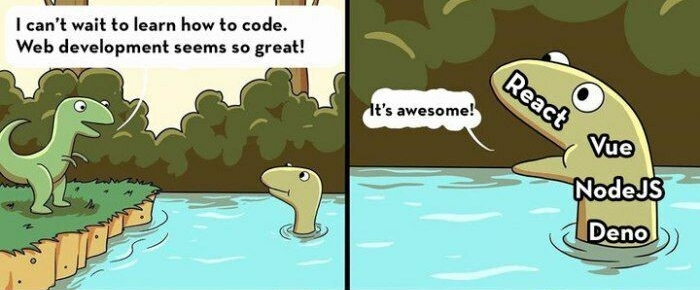 I can't wait to learn how to code.
Web development seems so great!
It's awesome!
React
Vue
NodeJS
Deno